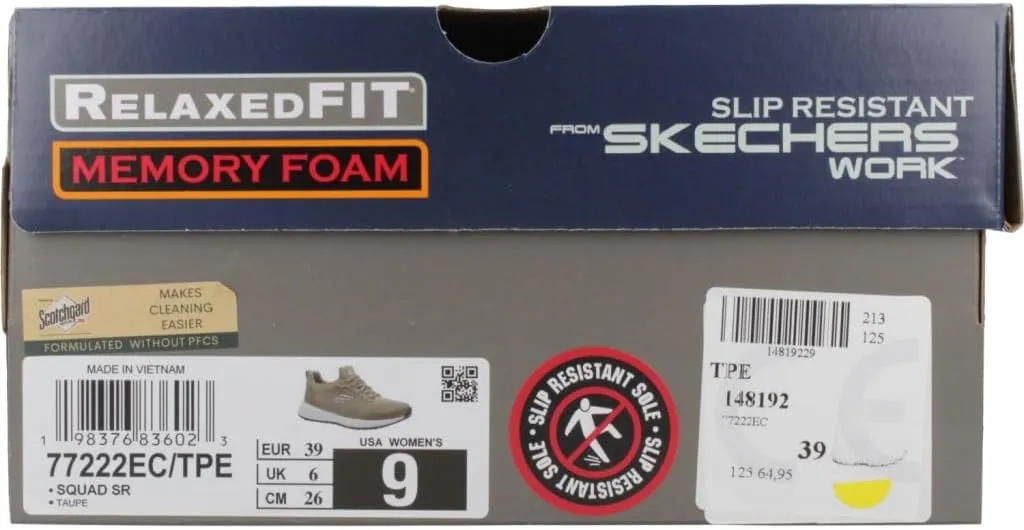 RELAXEDFIT
MEMORY FOAM
SLIP RESISTANT
FROM SKECHERS
WORK
Scotchgard
MAKES
CLEANING
EASIER
FORMULATED WITHOUT PFCS
MADE IN VIETNAM
1 98376 83602 3
77222EC/TPE
• SQUAD SR
• TAUPE
EUR 39
UK 6
CM 26
USA WOMEN'S
9
SLIP RESISTANT SOLE • SLIP RESISTANT SOLE •
213
125
14819229
TPE
148192
77222EC
39
125 64,95